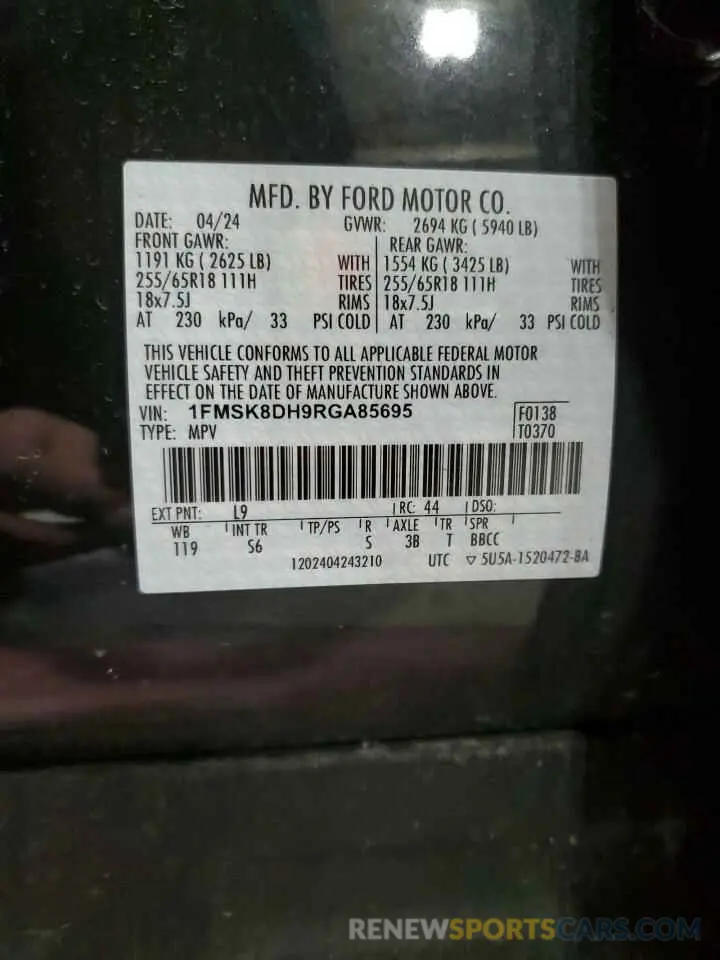 MFD. BY FORD MOTOR CO.
DATE: 04/24 GVWR: 2694 KG ( 5940 LB)
FRONT GAWR: REAR GAWR:
1191 KG ( 2625 LB) WITH 1554 KG ( 3425 LB) WITH
255/65R18 111H TIRES 255/65R18 111H TIRES
18x7.5J RIMS 18x7.5J RIMS
AT 230 kPa/ 33 PSI COLD AT 230 kPa/ 33 PSI COLD
THIS VEHICLE CONFORMS TO ALL APPLICABLE FEDERAL MOTOR
VEHICLE SAFETY AND THEFT PREVENTION STANDARDS IN
EFFECT ON THE DATE OF MANUFACTURE SHOWN ABOVE.
VIN: 1FMSK8DH9RGA85695 F0138
TYPE: MPV T0370
EXT PNT: L9 RC: 44 DSO:
WB INT TR TP/PS R AXLE TR SPR
119 S6 S 3B T BBCC
1202404243210 UTC ▽ 5U5A-1520472-BA
RENEWSPORTSCARS.COM